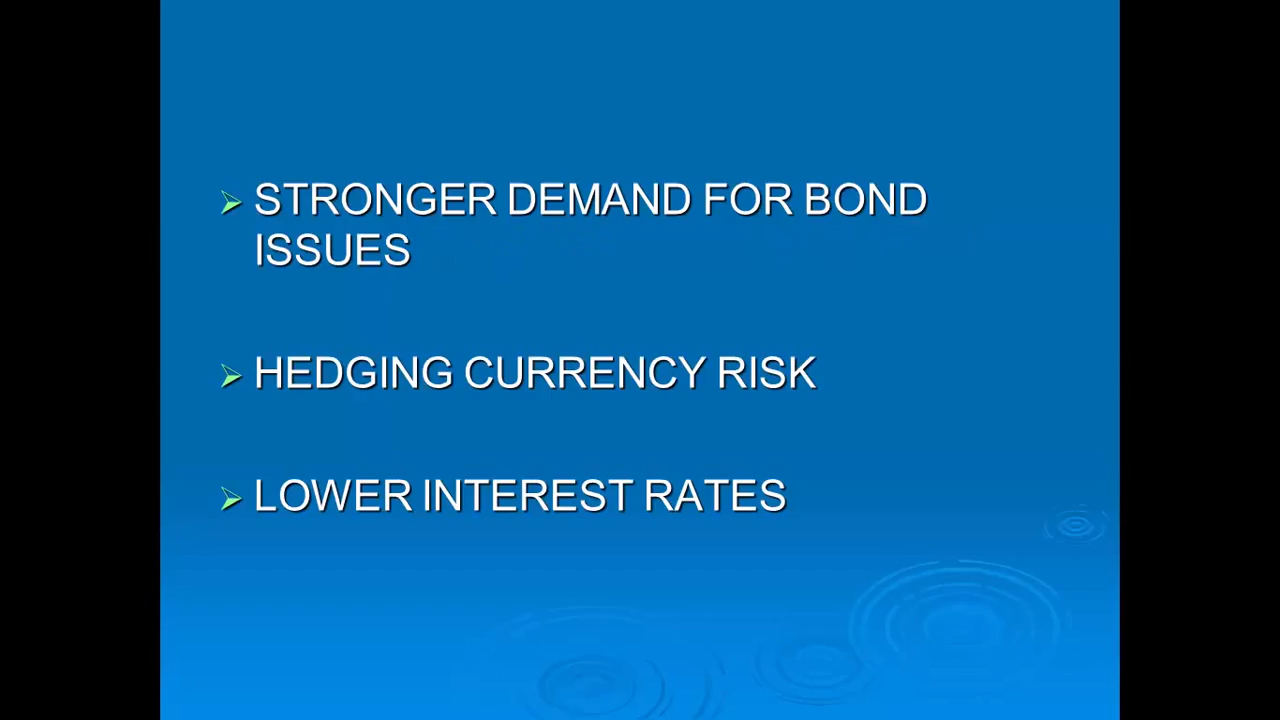 STRONGER DEMAND FOR BOND
ISSUES
HEDGING CURRENCY RISK
LOWER INTEREST RATES